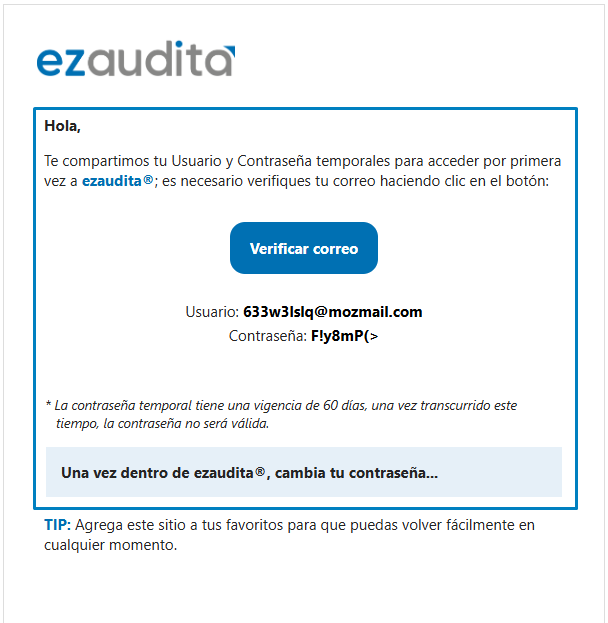 ezaudita
Hola,
Te compartimos tu Usuario y Contraseña temporales para acceder por primera
vez a ezaudita®; es necesario verifiques tu correo haciendo clic en el botón:
Verificar correo
Usuario: 633w3lslq@mozmail.com
Contraseña: F!y8mP(>
* La contraseña temporal tiene una vigencia de 60 días, una vez transcurrido este
tiempo, la contraseña no será válida.
Una vez dentro de ezaudita®, cambia tu contraseña...
TIP: Agrega este sitio a tus favoritos para que puedas volver fácilmente en
cualquier momento.